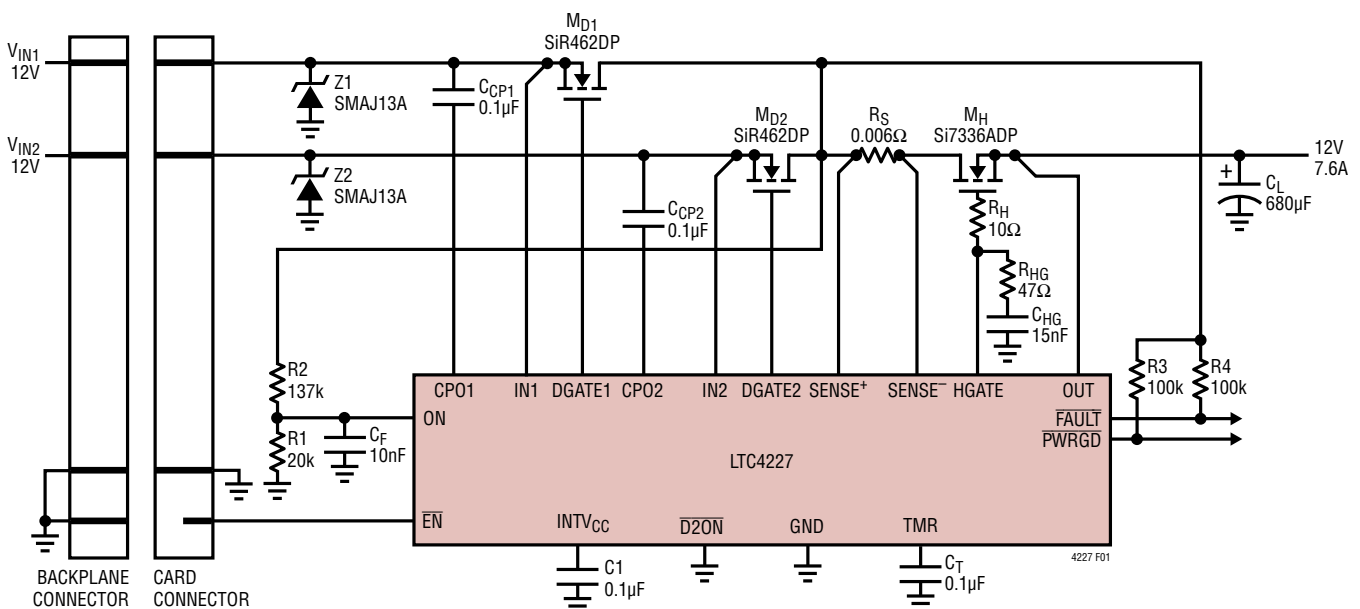 M_D1
SiR462DP
V_IN1
12V
Z1
SMAJ13A
C_CP1
0.1µF
M_D2
SiR462DP
R_S
0.006Ω
M_H
Si7336ADP
V_IN2
12V
12V
7.6A
Z2
SMAJ13A
+
C_L
680µF
C_CP2
0.1µF
R_H
10Ω
R_HG
47Ω
C_HG
15nF
R2
137k
R3
100k
R4
100k
CPO1 IN1 DGATE1 CPO2 IN2 DGATE2 SENSE⁺ SENSE⁻ HGATE OUT
ON
FAULT
PWRGD
R1
20k
C_F
10nF
LTC4227
EN
INTV_CC
D2ON
GND
TMR
4227 F01
C1
0.1µF
C_T
0.1µF
BACKPLANE
CONNECTOR
CARD
CONNECTOR